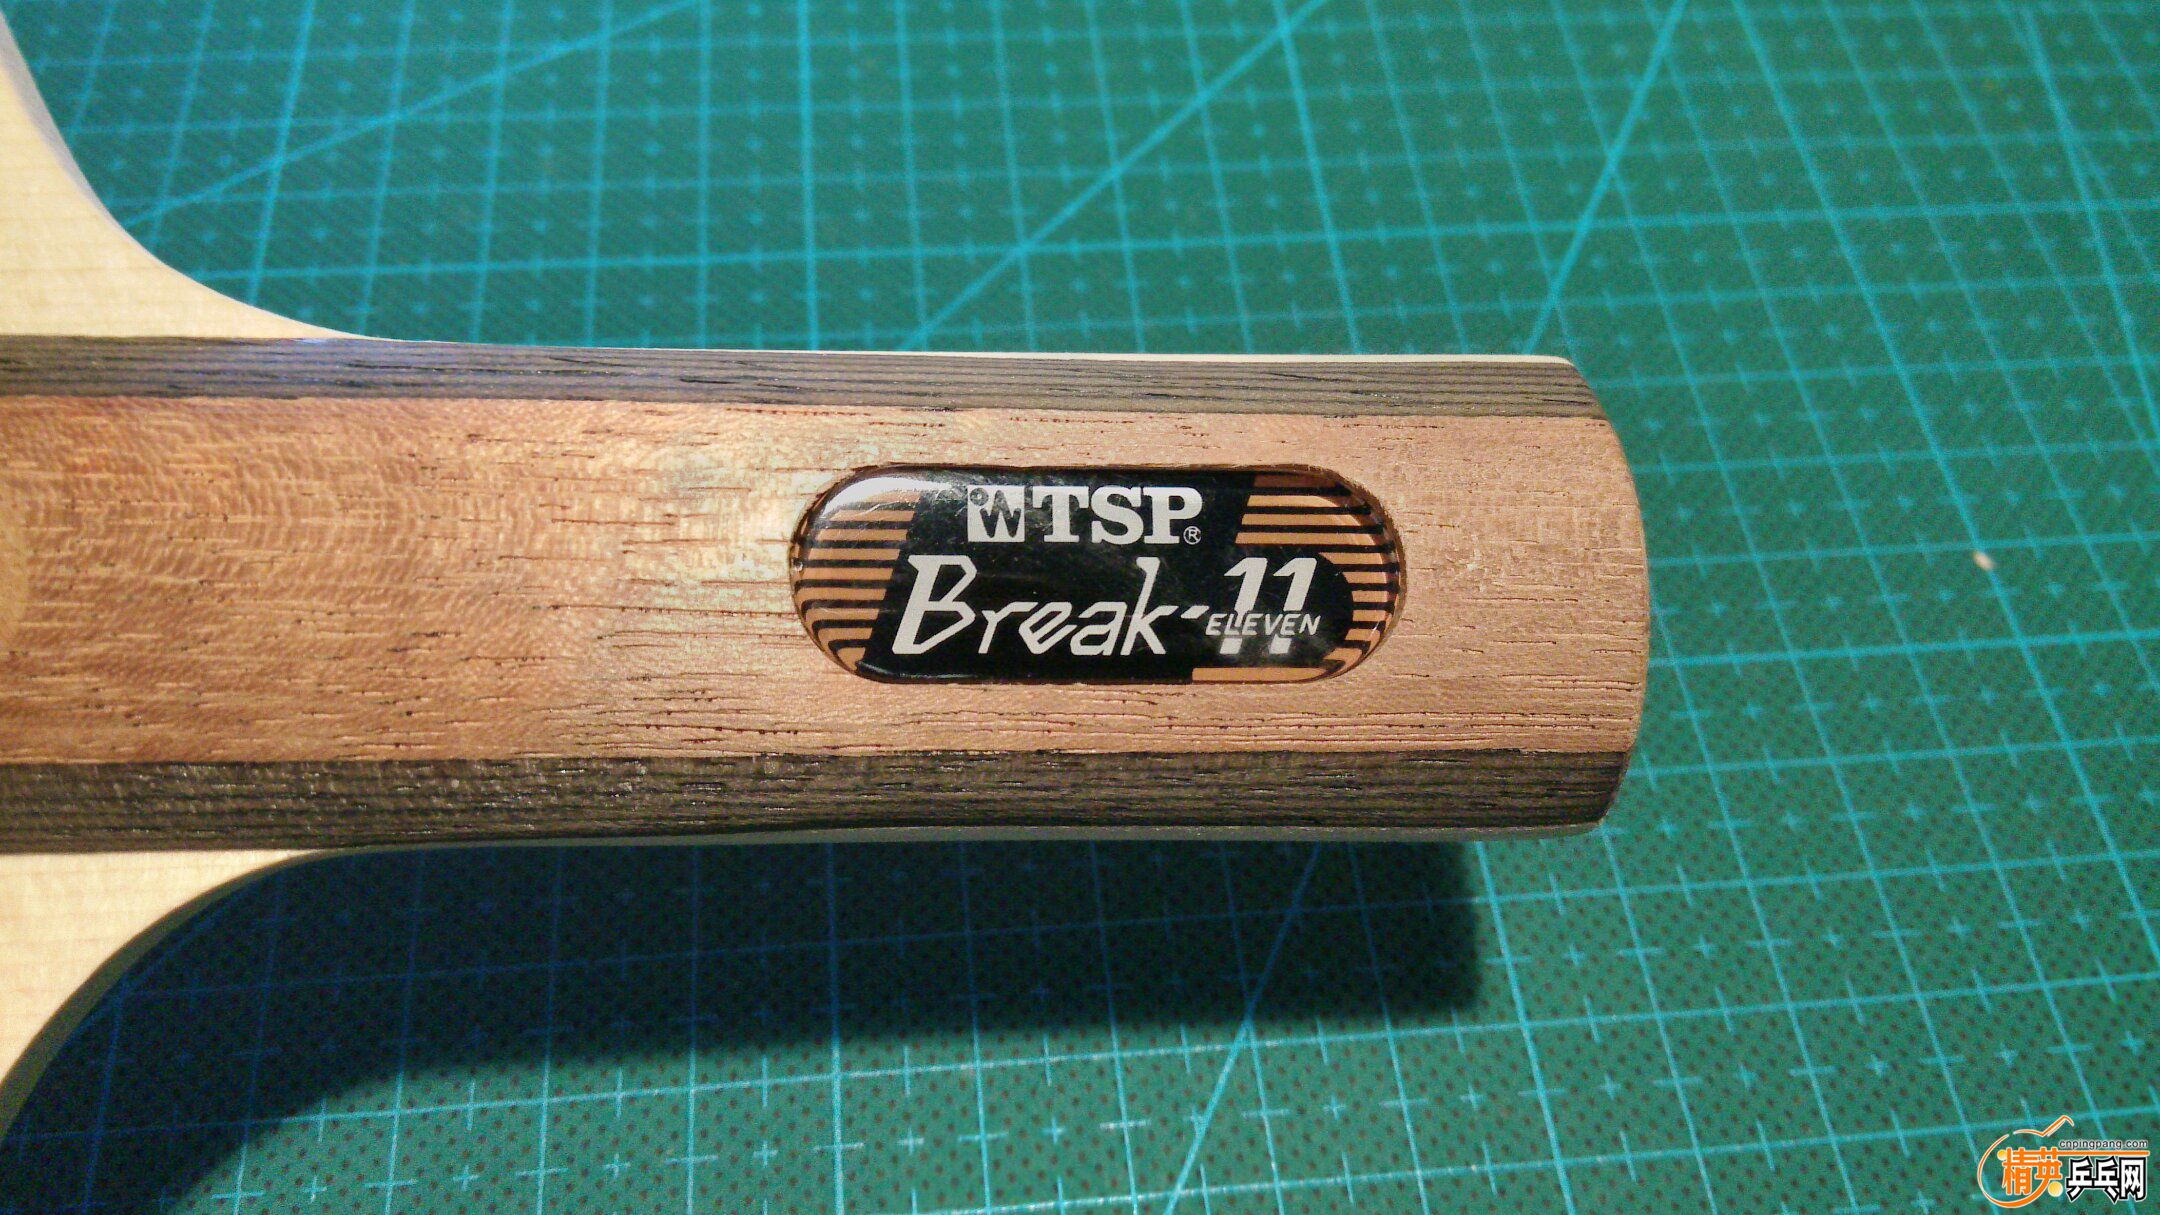 TSP®
Break-11
ELEVEN
cnpingpang.com
精英乒乓网